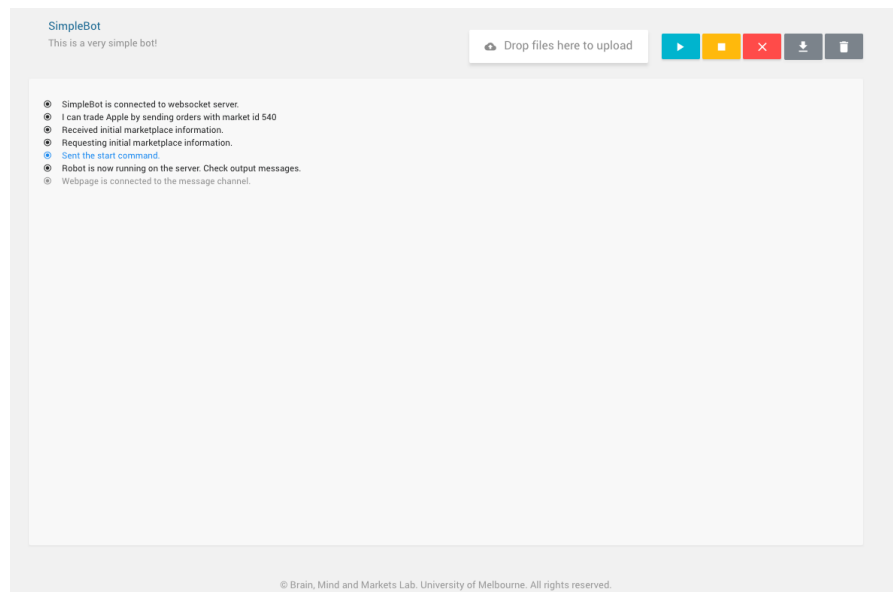 SimpleBot
This is a very simple bot!
Drop files here to upload
SimpleBot is connected to websocket server.
I can trade Apple by sending orders with market id 540
Received initial marketplace information.
Requesting initial marketplace information.
Sent the start command.
Robot is now running on the server. Check output messages.
Webpage is connected to the message channel.
© Brain, Mind and Markets Lab. University of Melbourne. All rights reserved.